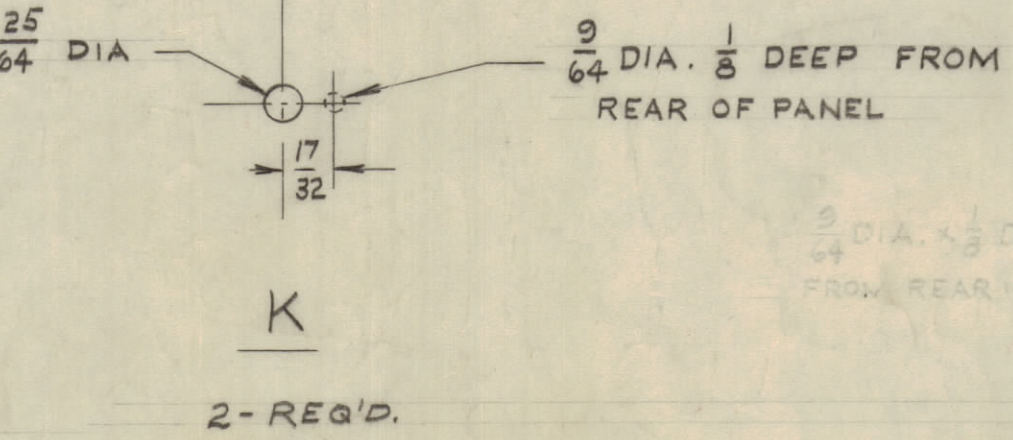 25/64 DIA
9/64 DIA. 1/8 DEEP FROM
REAR OF PANEL
17/32
9/64 DIA. x 1/8 D
FROM REAR
K
2-REQ'D.